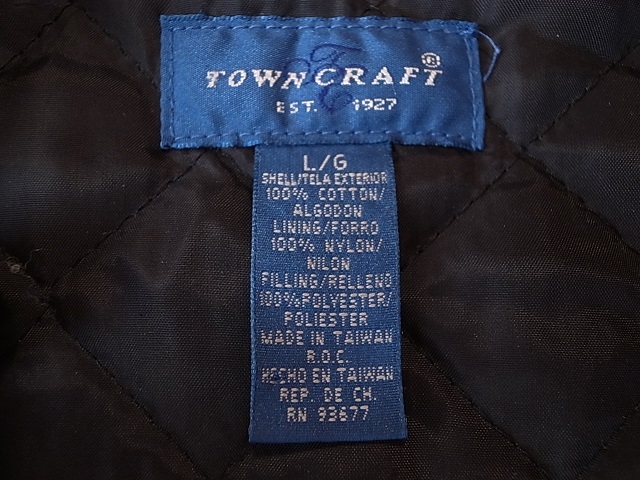 TOWNCRAFT®
EST. 1927
L/G
SHELL/TELA EXTERIOR
100% COTTON/
ALGODON
LINING/FORRO
100% NYLON/
NILON
FILLING/RELLENO
100%POLYESTER/
POLIESTER
MADE IN TAIWAN
R.O.C.
HECHO EN TAIWAN
REP. DE CH.
RN 93677